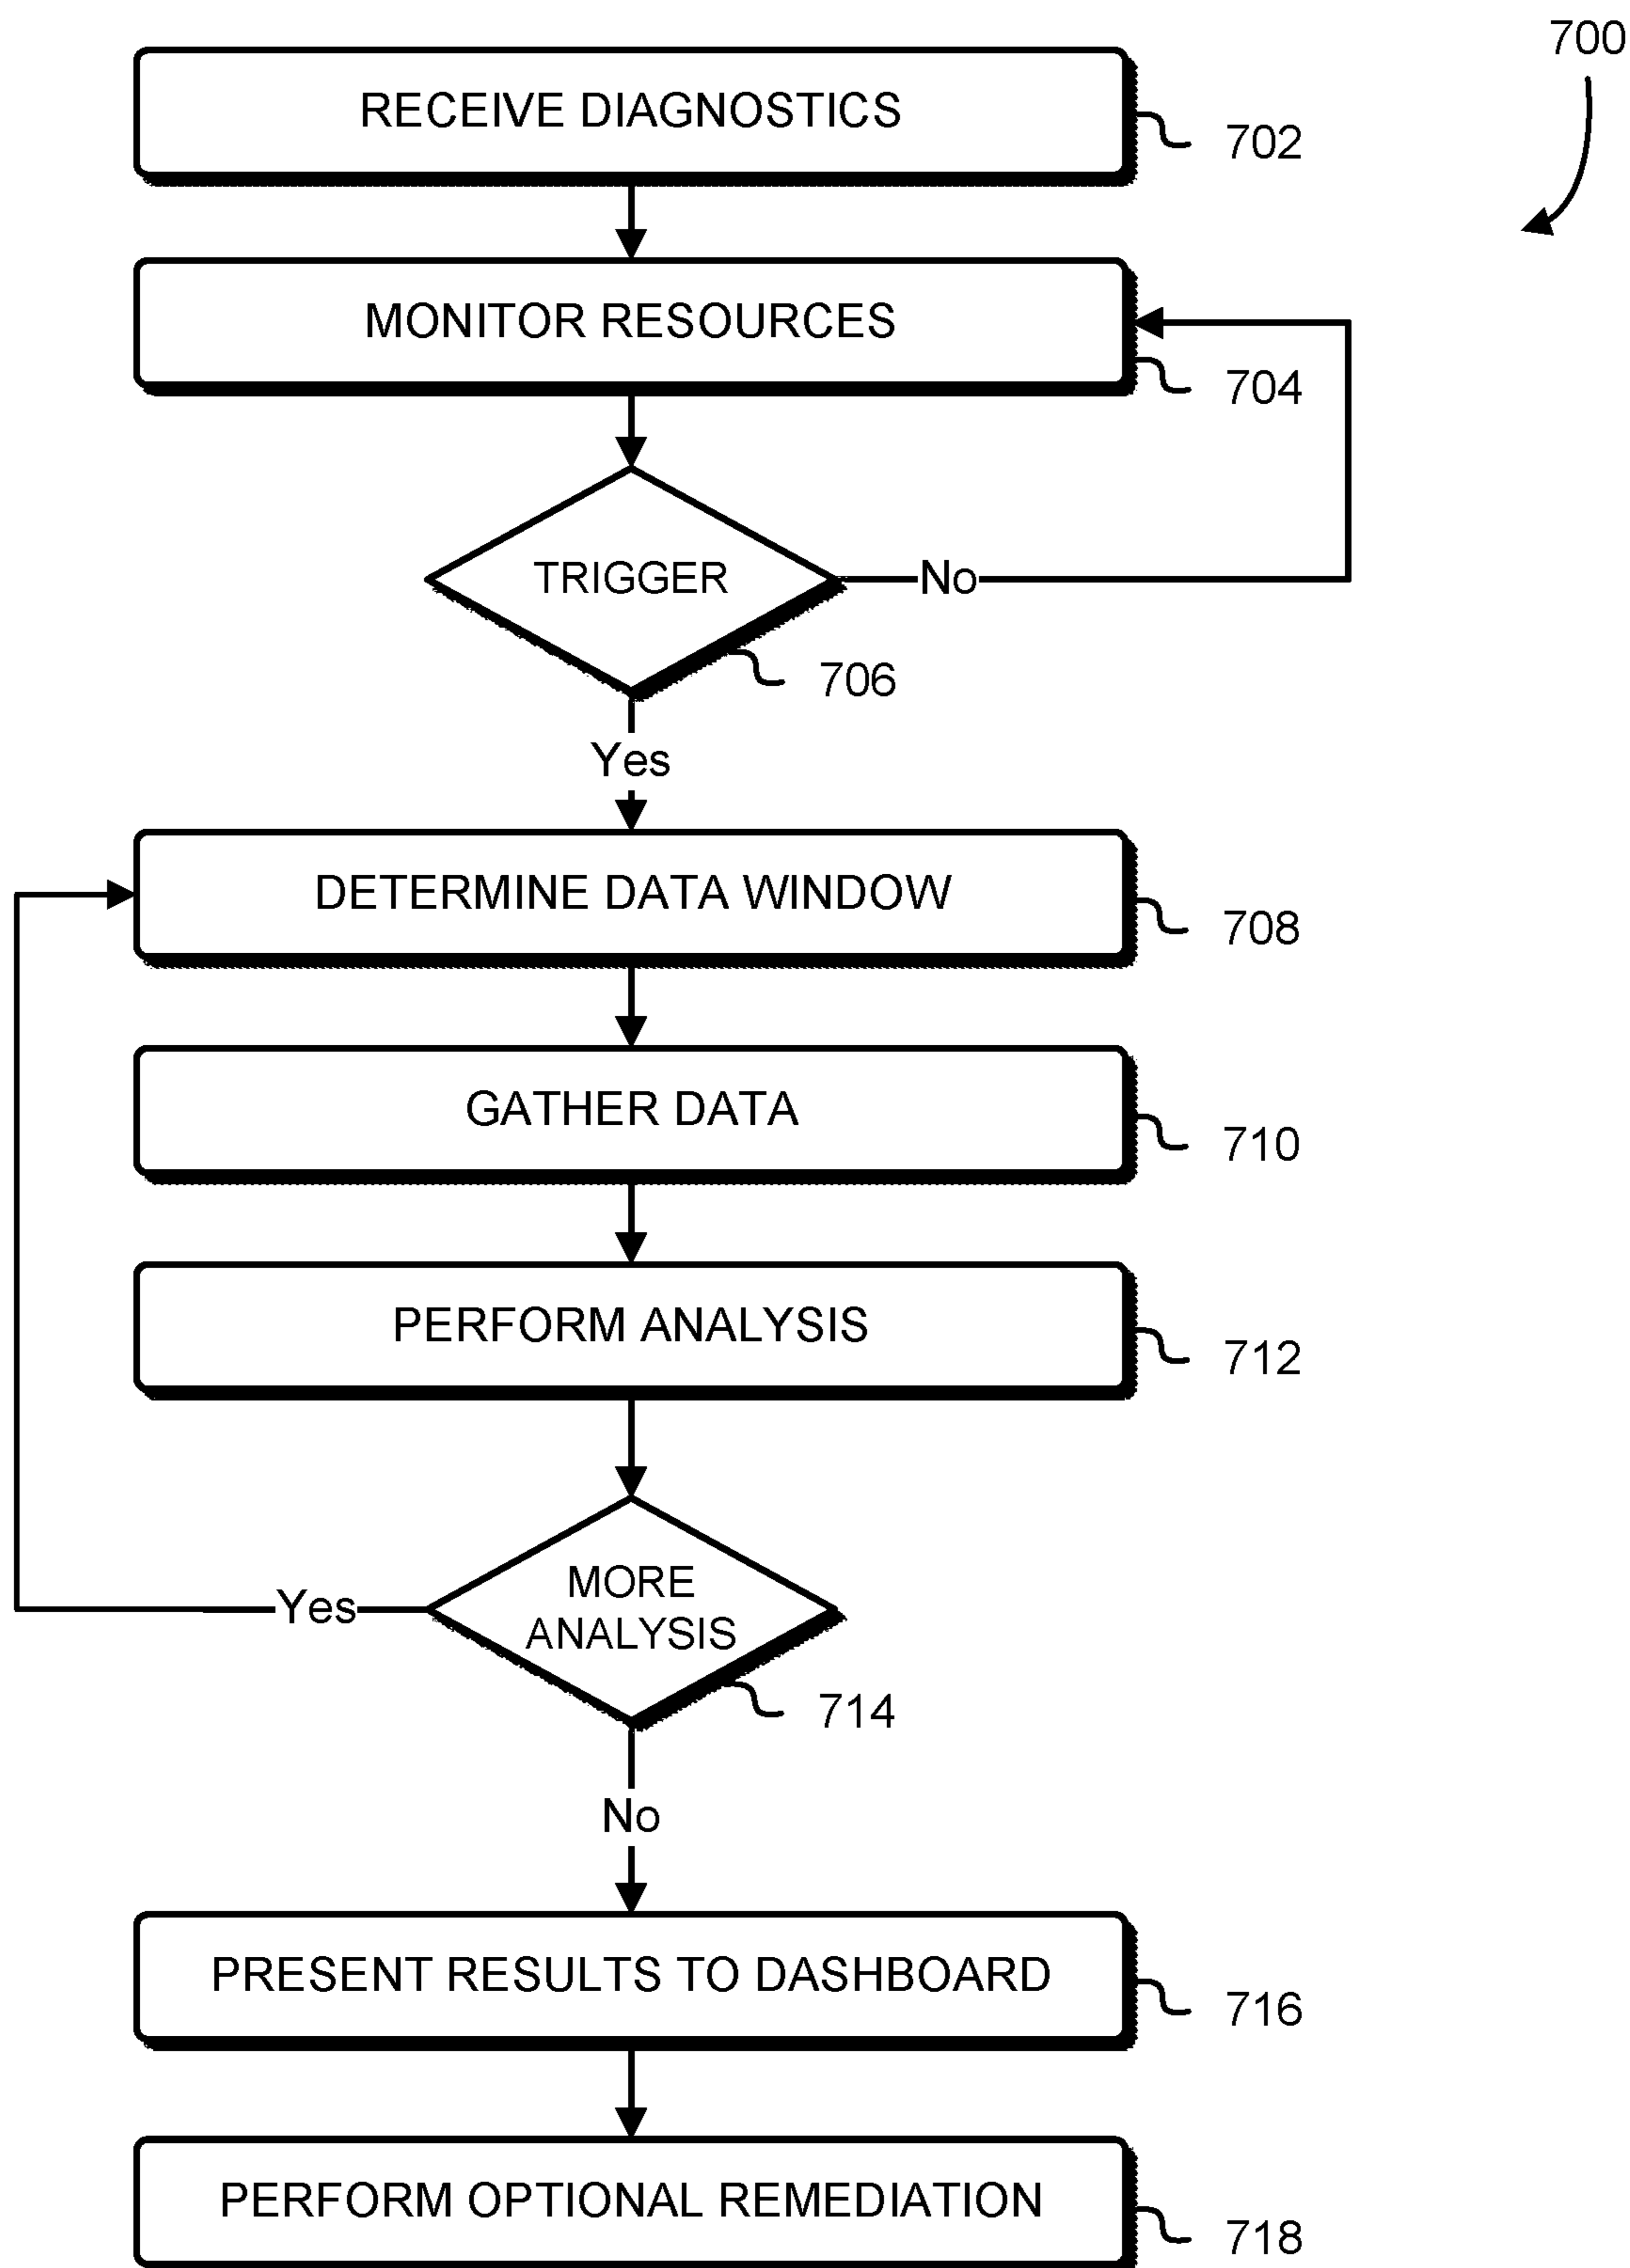 700
RECEIVE DIAGNOSTICS
702
MONITOR RESOURCES
704
TRIGGER
No
706
Yes
DETERMINE DATA WINDOW
708
GATHER DATA
710
PERFORM ANALYSIS
712
MORE
ANALYSIS
Yes
714
No
PRESENT RESULTS TO DASHBOARD
716
PERFORM OPTIONAL REMEDIATION
718